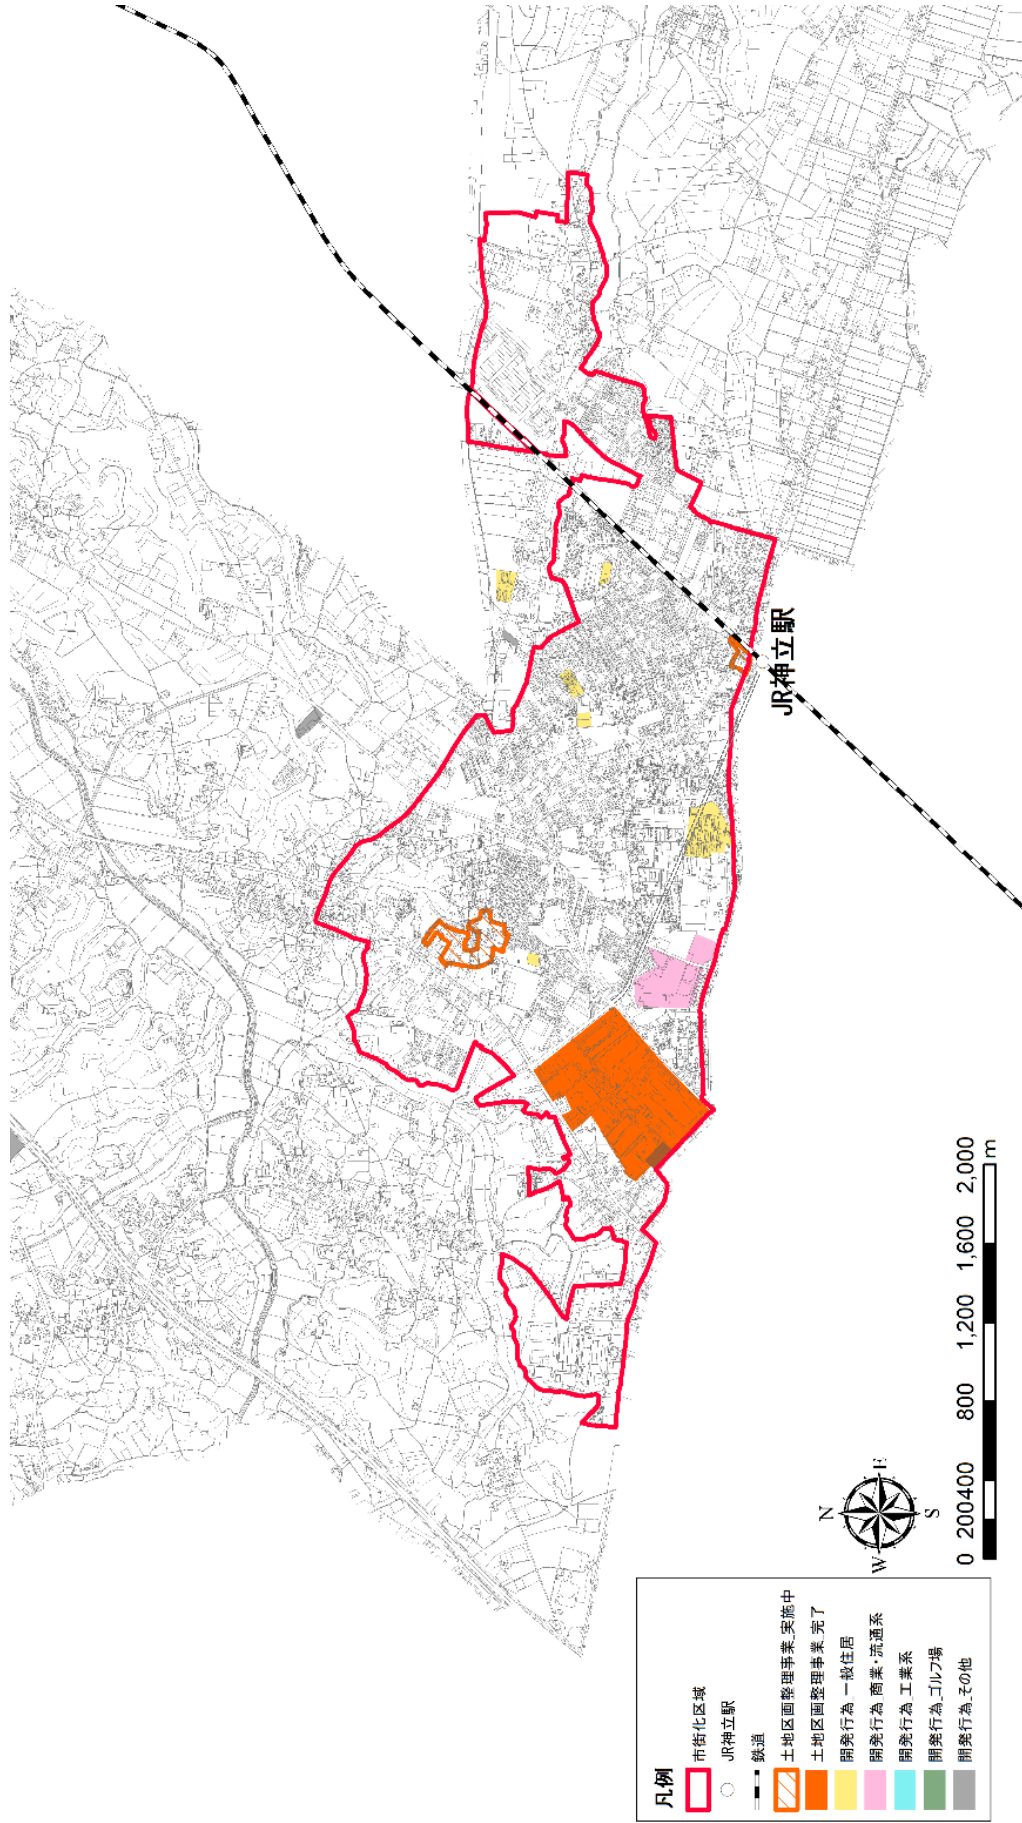 JR神立駅
N
E
S
W
0 200400 800 1,200 1,600 2,000
m
凡例
市街化区域
JR神立駅
鉄道
土地区画整理事業_実施中
土地区画整理事業_完了
開発行為_一般住居
開発行為_商業・流通系
開発行為_工業系
開発行為_ゴルフ場
開発行為_その他